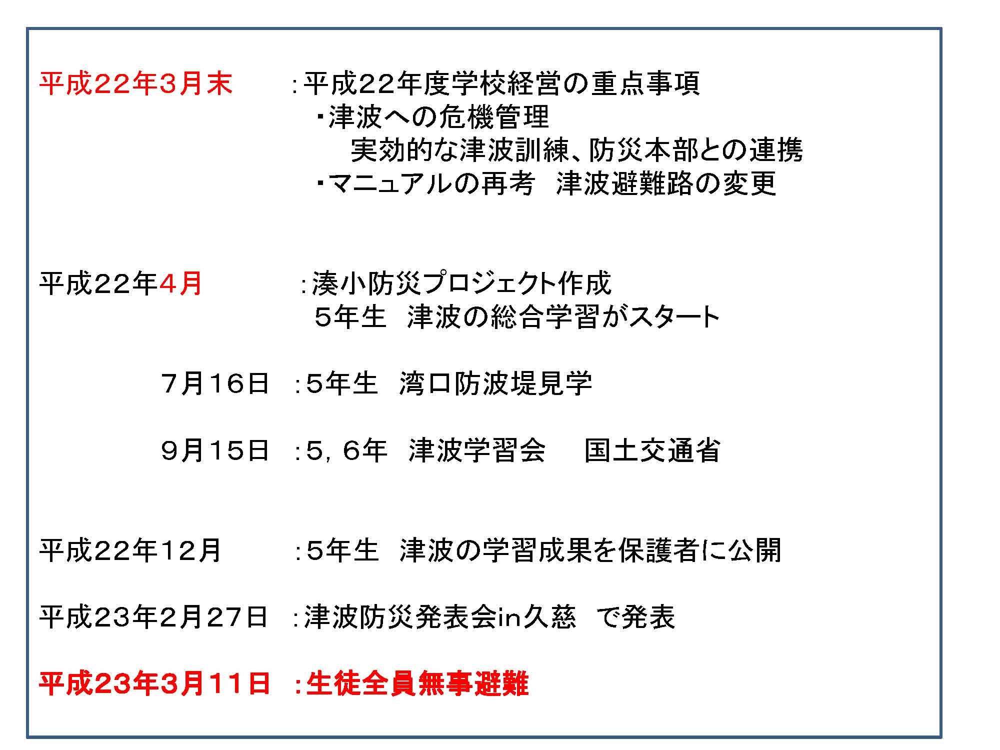 平成２２年３月末　：平成２２年度学校経営の重点事項
・津波への危機管理
実効的な津波訓練、防災本部との連携
・マニュアルの再考　津波避難路の変更
平成２２年４月　：湊小防災プロジェクト作成
５年生　津波の総合学習がスタート
７月１６日　：５年生　湾口防波堤見学
９月１５日　：５，６年　津波学習会　国土交通省
平成２２年１２月　：５年生　津波の学習成果を保護者に公開
平成２３年２月２７日　：津波防災発表会in久慈　で発表
平成２３年３月１１日　：生徒全員無事避難